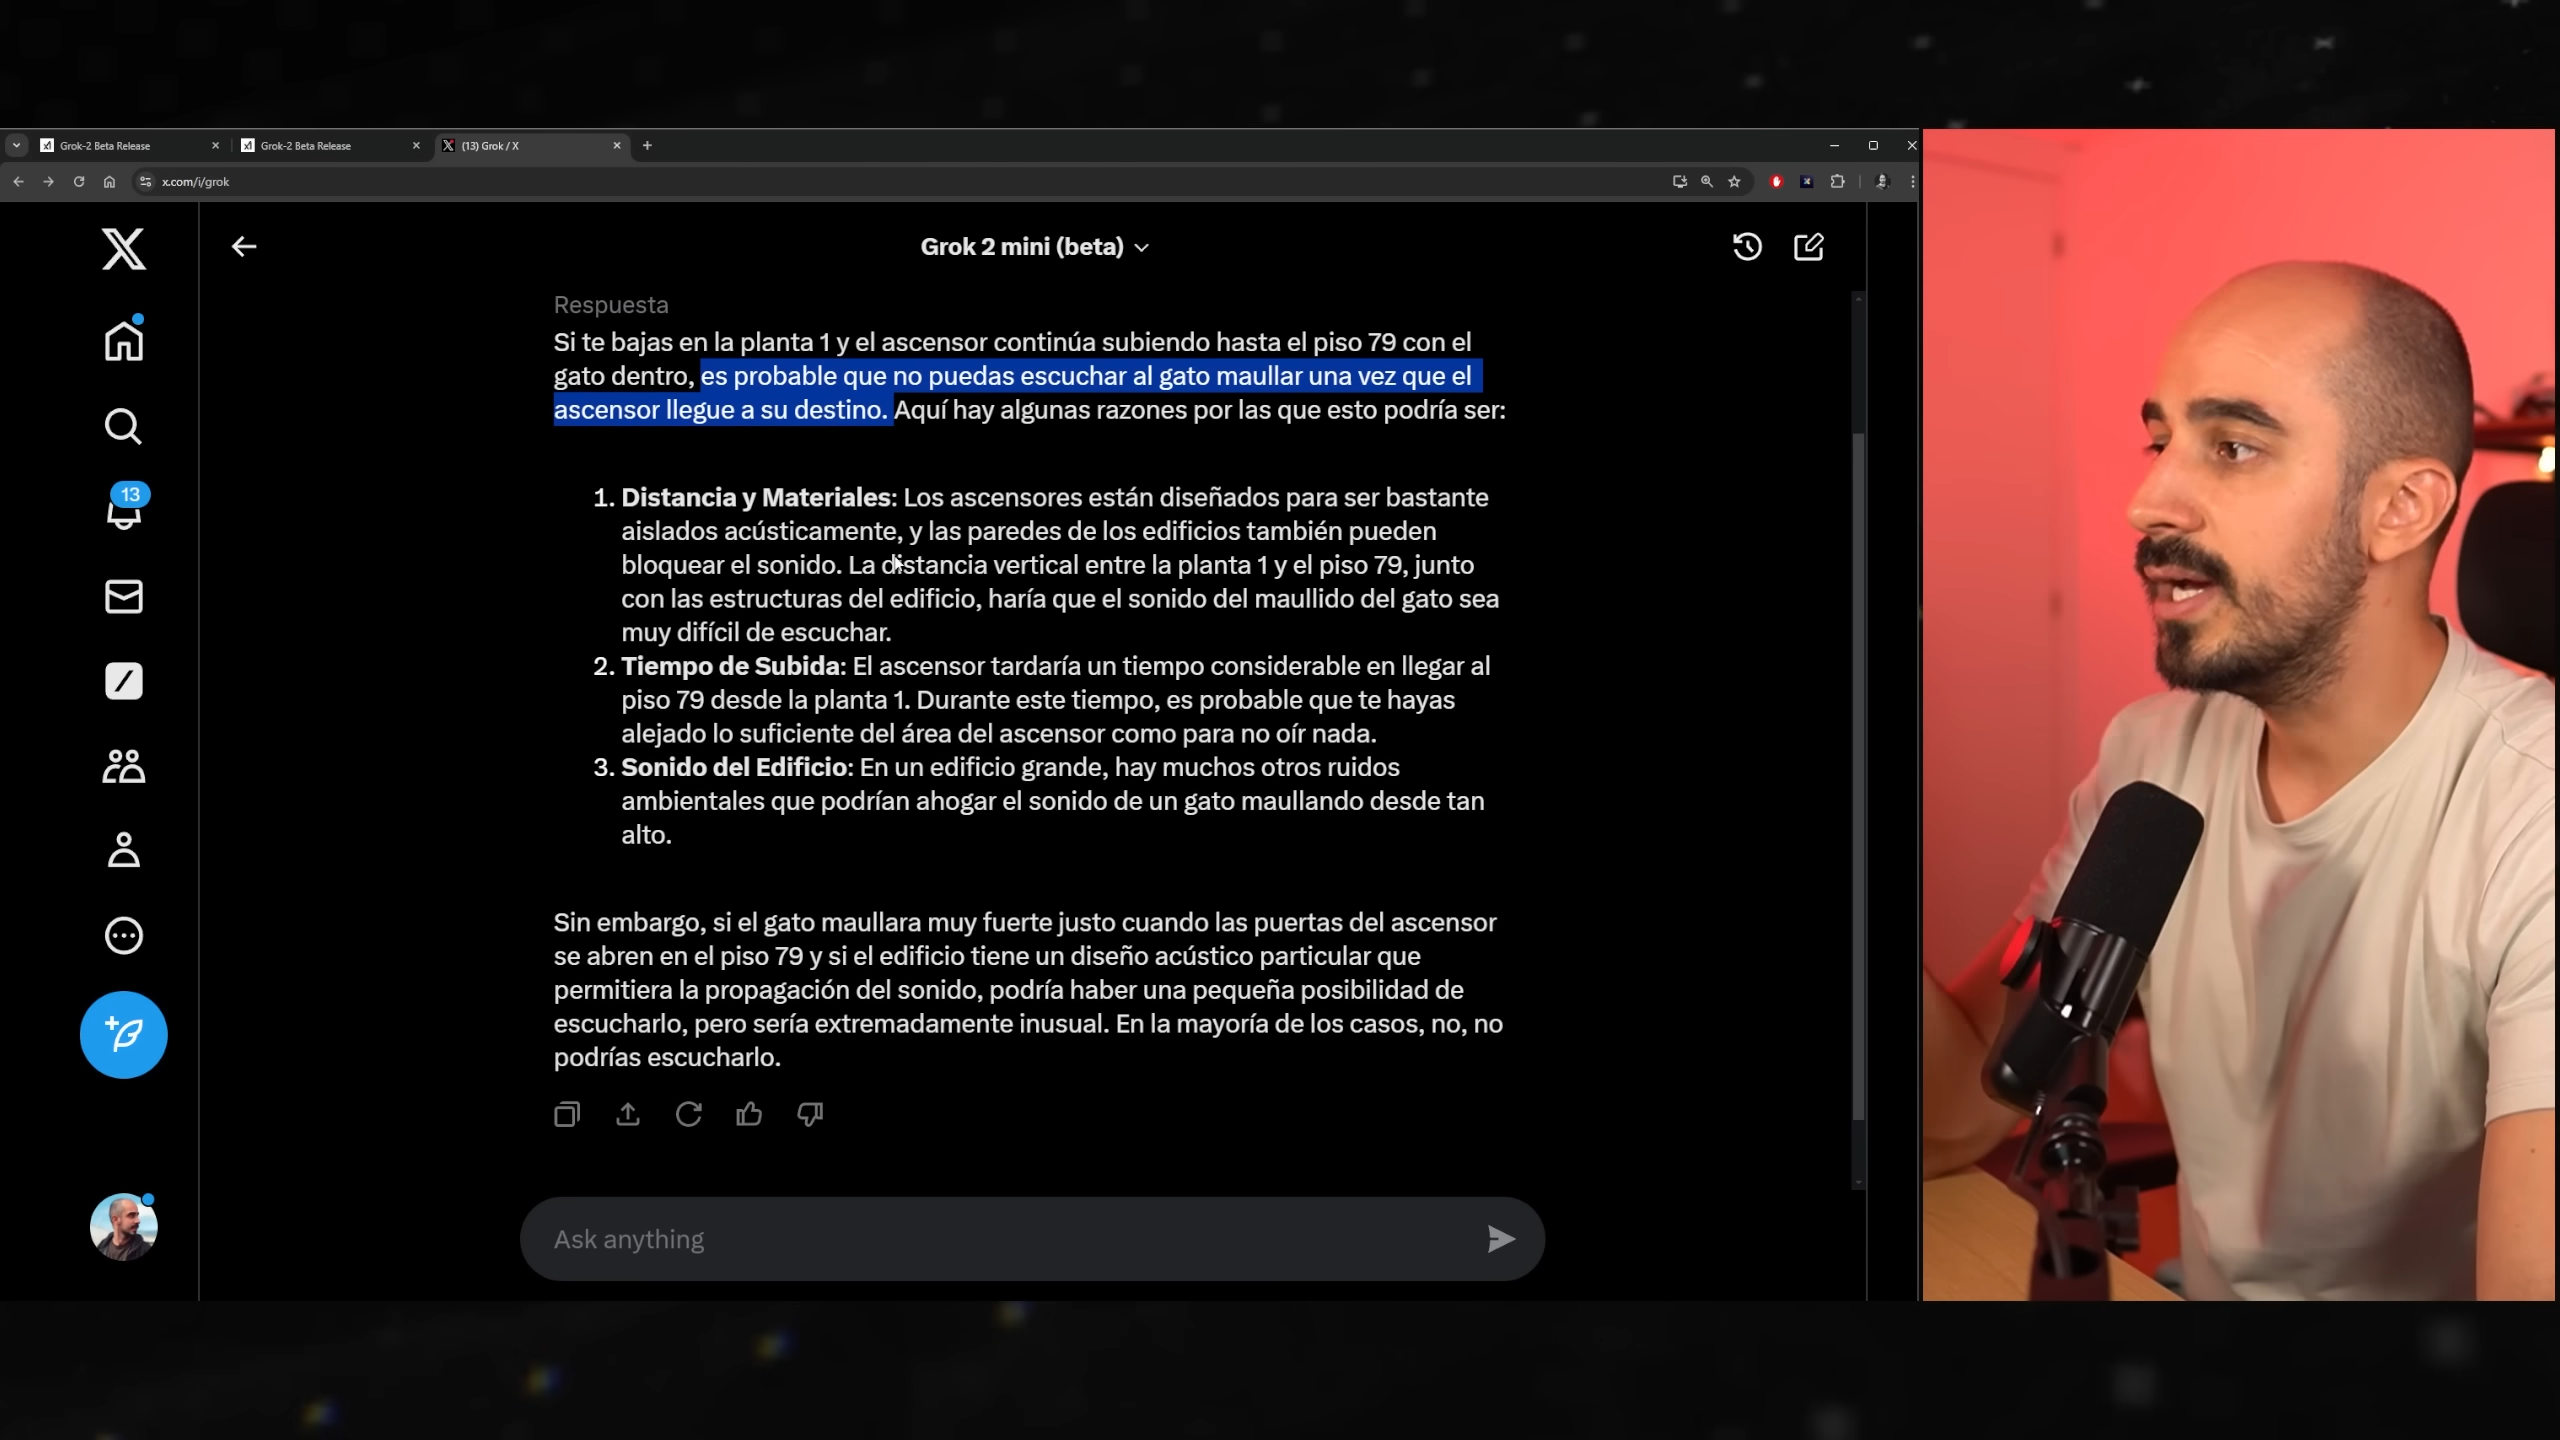 Grok-2 Beta Release
Grok-2 Beta Release
(13) Grok / X
x.com/i/grok
Grok 2 mini (beta)
13
Respuesta
Si te bajas en la planta 1 y el ascensor continúa subiendo hasta el piso 79 con el
gato dentro, es probable que no puedas escuchar al gato maullar una vez que el
ascensor llegue a su destino. Aquí hay algunas razones por las que esto podría ser:
1. Distancia y Materiales: Los ascensores están diseñados para ser bastante
aislados acústicamente, y las paredes de los edificios también pueden
bloquear el sonido. La distancia vertical entre la planta 1 y el piso 79, junto
con las estructuras del edificio, haría que el sonido del maullido del gato sea
muy difícil de escuchar.
2. Tiempo de Subida: El ascensor tardaría un tiempo considerable en llegar al
piso 79 desde la planta 1. Durante este tiempo, es probable que te hayas
alejado lo suficiente del área del ascensor como para no oír nada.
3. Sonido del Edificio: En un edificio grande, hay muchos otros ruidos
ambientales que podrían ahogar el sonido de un gato maullando desde tan
alto.
Sin embargo, si el gato maullara muy fuerte justo cuando las puertas del ascensor
se abren en el piso 79 y si el edificio tiene un diseño acústico particular que
permitiera la propagación del sonido, podría haber una pequeña posibilidad de
escucharlo, pero sería extremadamente inusual. En la mayoría de los casos, no, no
podrías escucharlo.
Ask anything